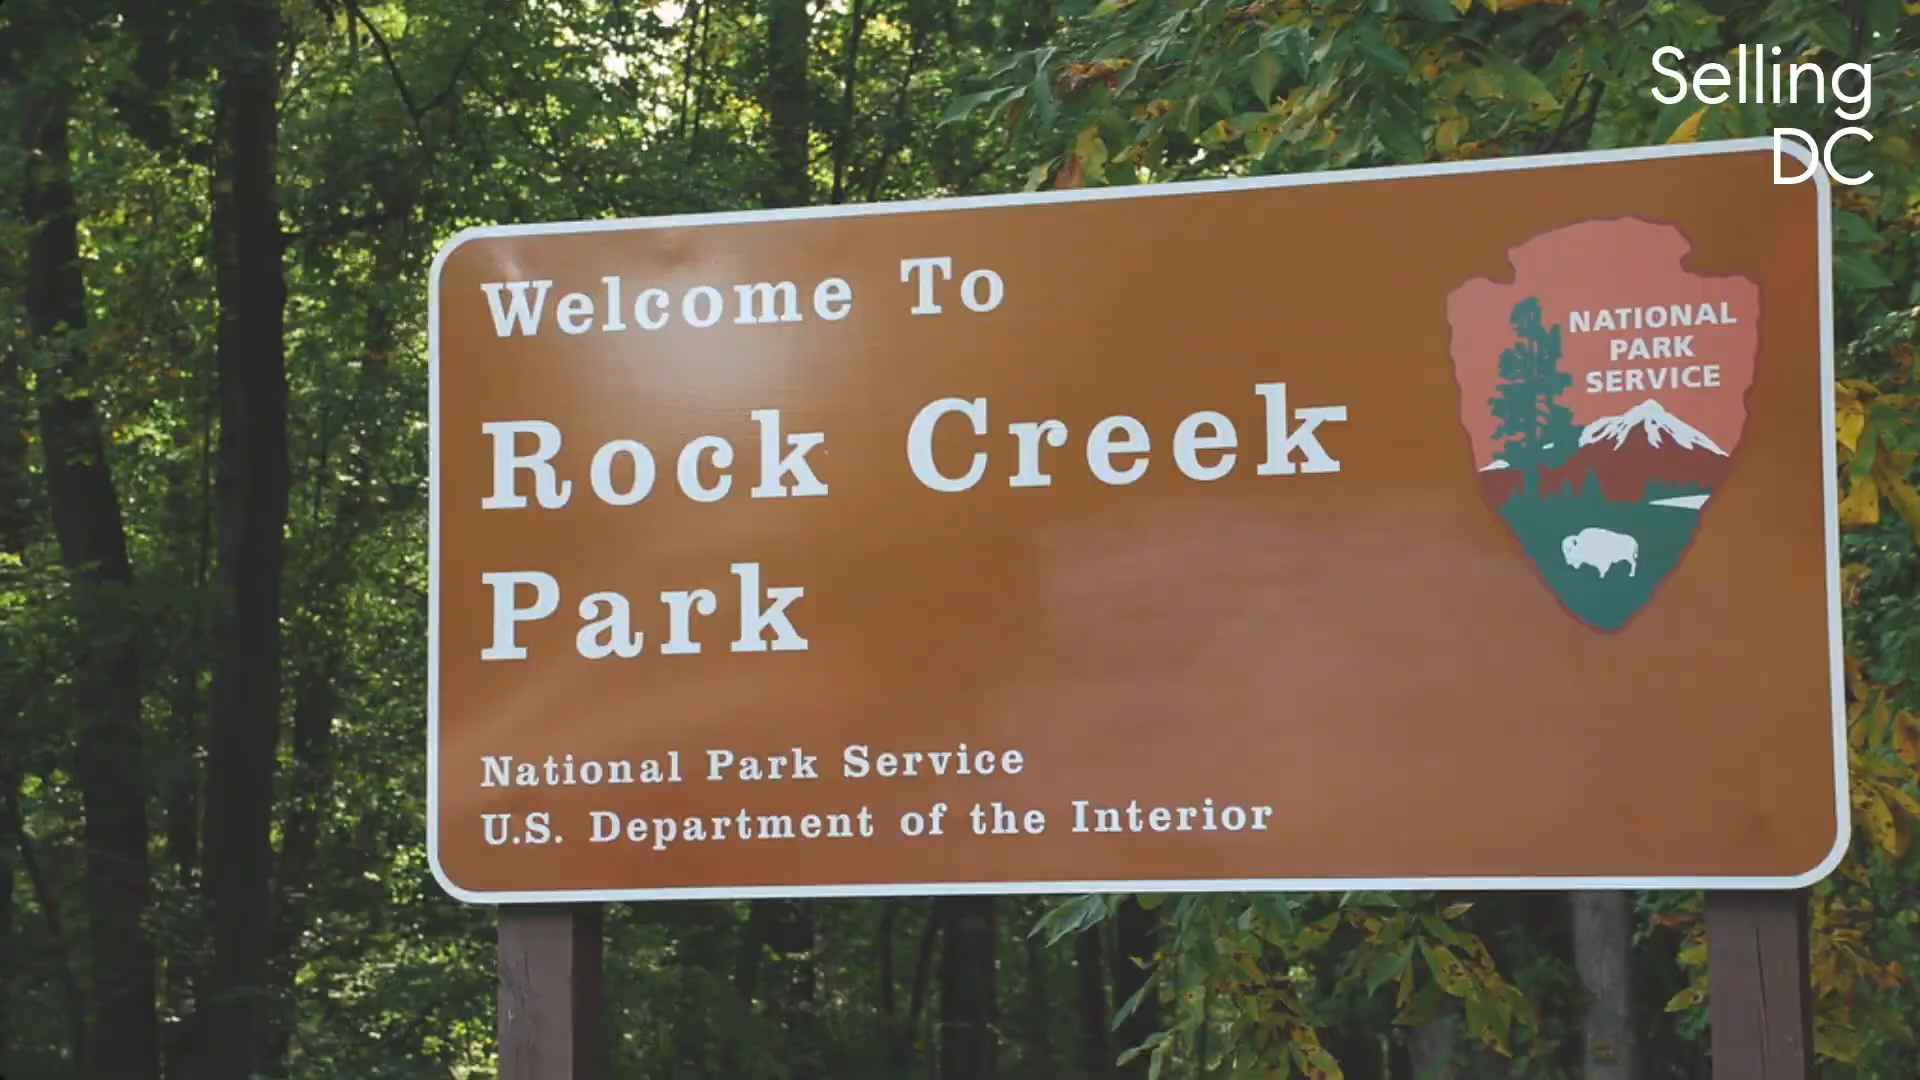 Selling
DC
Welcome To
Rock Creek
Park
NATIONAL
PARK
SERVICE
National Park Service
U.S. Department of the Interior